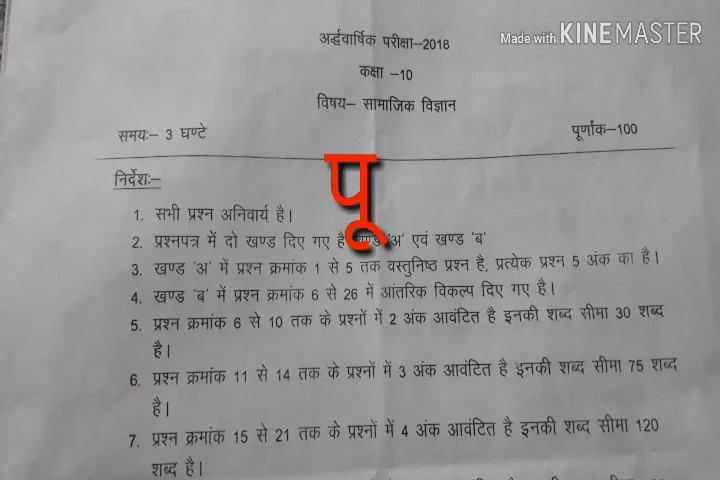 Made with KINEMASTER
अर्द्धवार्षिक परीक्षा–2018
कक्षा –10
विषय– सामाजिक विज्ञान
समयः– 3 घण्टे
पूर्णांक–100
पू
निर्देशः–
1. सभी प्रश्न अनिवार्य है।
2. प्रश्नपत्र में दो खण्ड दिए गए है खण्ड 'अ' एवं खण्ड 'ब'
3. खण्ड 'अ' में प्रश्न क्रमांक 1 से 5 तक वस्तुनिष्ठ प्रश्न है, प्रत्येक प्रश्न 5 अंक का है।
4. खण्ड 'ब' में प्रश्न क्रमांक 6 से 26 में आंतरिक विकल्प दिए गए है।
5. प्रश्न क्रमांक 6 से 10 तक के प्रश्नों में 2 अंक आवंटित है इनकी शब्द सीमा 30 शब्द
है।
6. प्रश्न क्रमांक 11 से 14 तक के प्रश्नों में 3 अंक आवंटित है इनकी शब्द सीमा 75 शब्द
है।
7. प्रश्न क्रमांक 15 से 21 तक के प्रश्नों में 4 अंक आवंटित है इनकी शब्द सीमा 120
शब्द है।